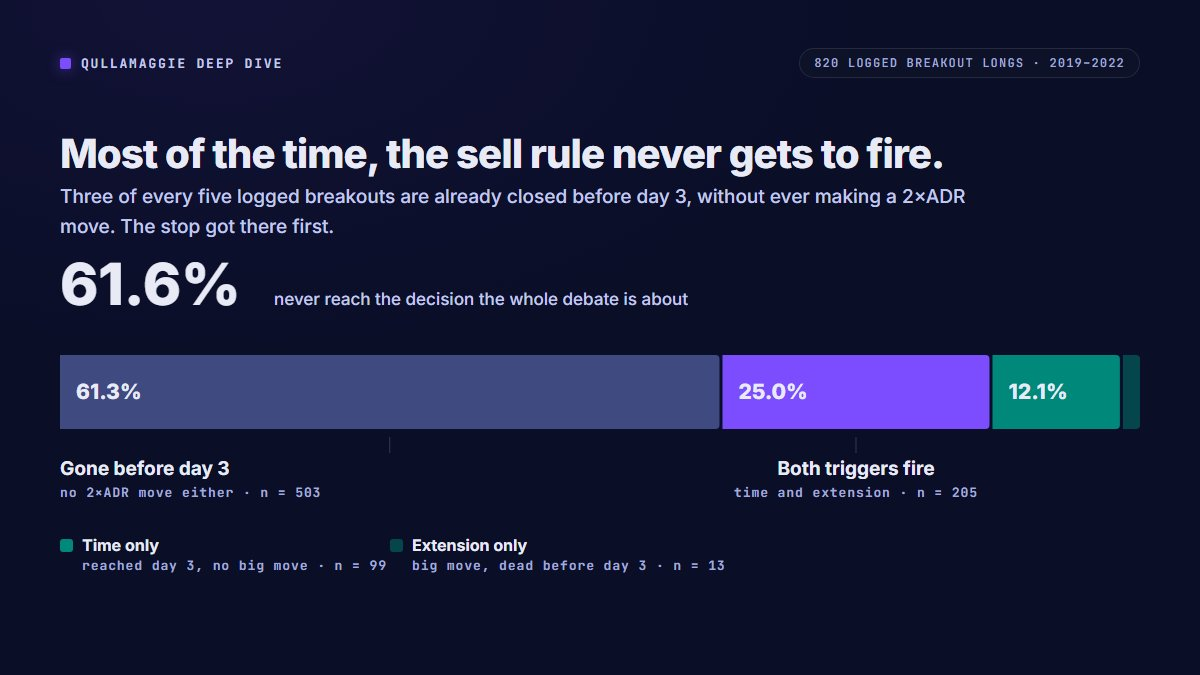 QULLAMAGGIE DEEP DIVE
820 LOGGED BREAKOUT LONGS · 2019–2022
Most of the time, the sell rule never gets to fire.
Three of every five logged breakouts are already closed before day 3, without ever making a 2×ADR
move. The stop got there first.
61.6%
never reach the decision the whole debate is about
61.3%
25.0%
12.1%
Gone before day 3
no 2×ADR move either · n = 503
Both triggers fire
time and extension · n = 205
Time only
reached day 3, no big move · n = 99
Extension only
big move, dead before day 3 · n = 13